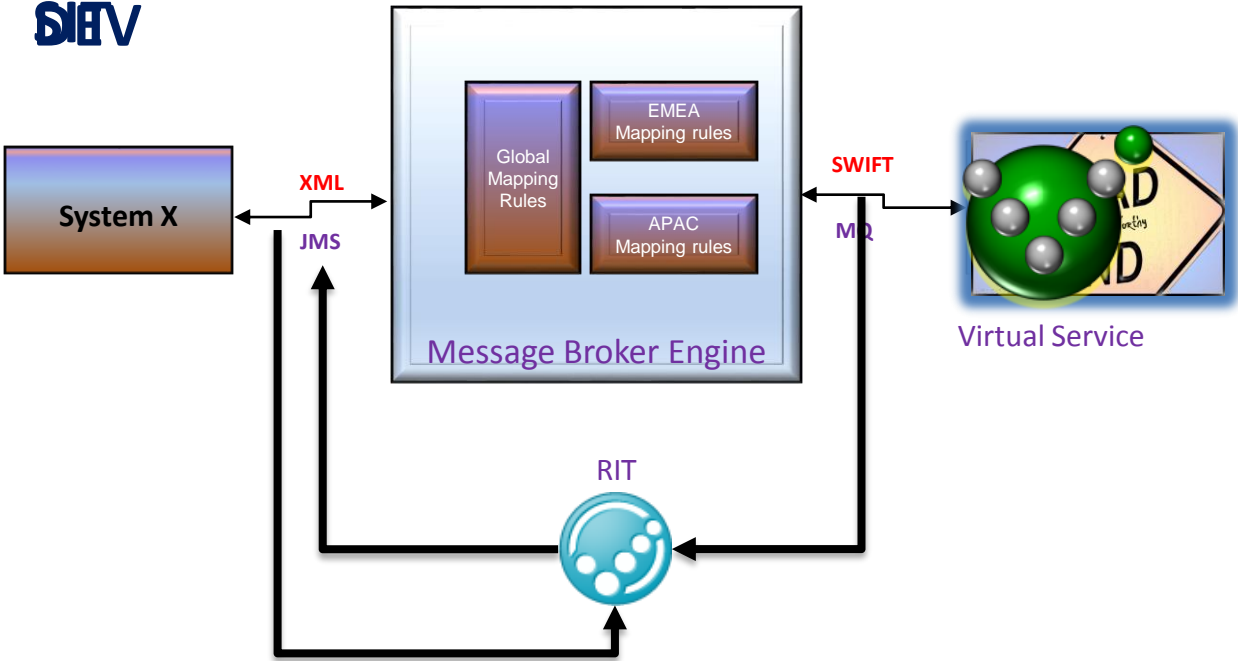 System X
XML
JMS
Global
Mapping
Rules
EMEA
Mapping rules
APAC
Mapping rules
Message Broker Engine
SWIFT
MQ
Virtual Service
RIT